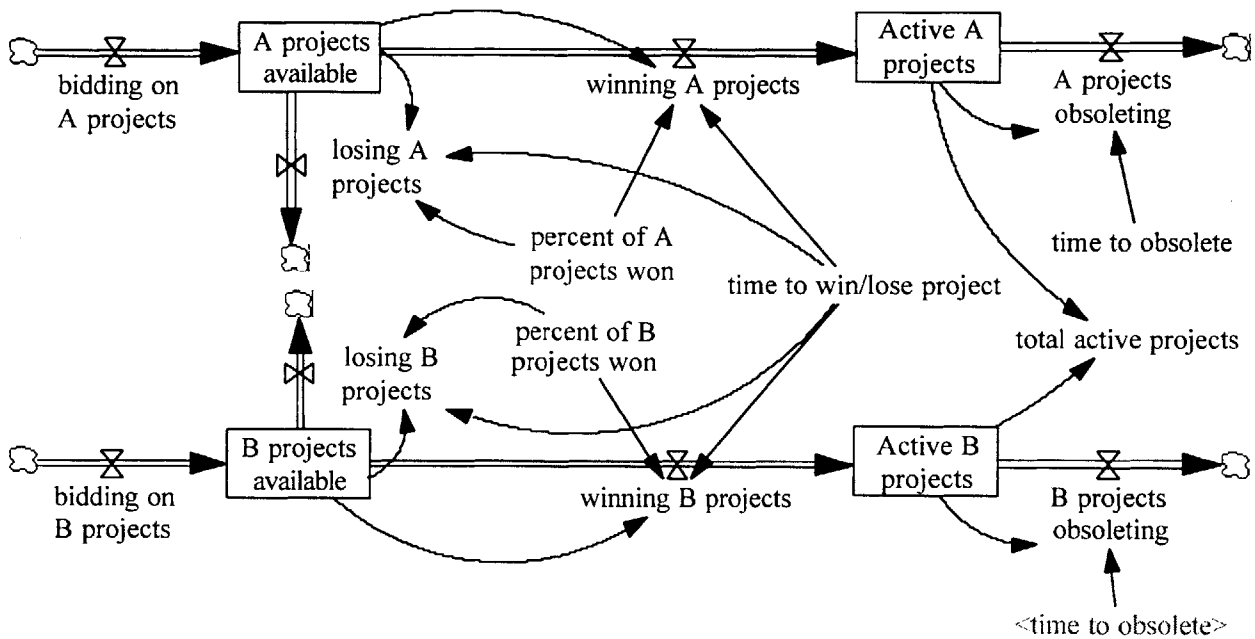 A projects
available
Active A
projects
bidding on
A projects
winning A projects
A projects
obsoleting
losing A
projects
percent of A
projects won
time to obsolete
time to win/lose project
percent of B
projects won
total active projects
losing B
projects
B projects
available
Active B
projects
bidding on
B projects
winning B projects
B projects
obsoleting
<time to obsolete>